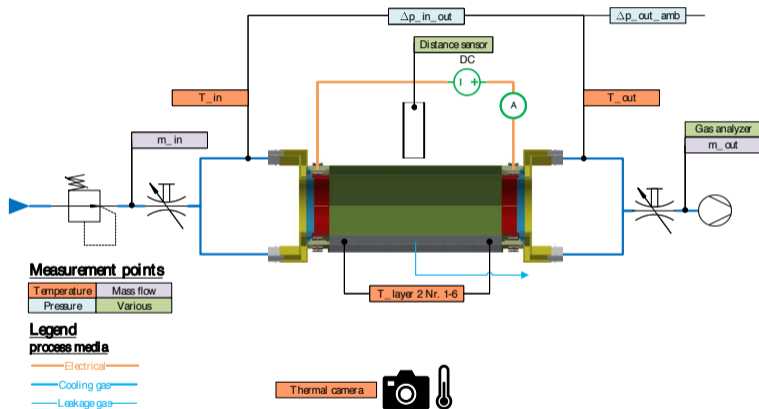 Δp_in_out
Δp_out_amb
Distance sensor
DC
T_in
T_out
A
m_in
Gas analyzer
m_out
Measurement points
Temperature Mass flow
Pressure Various
T_layer 2 Nr. 1-6
Legend
process media
Electrical
Cooling gas
Leakage gas
Thermal camera